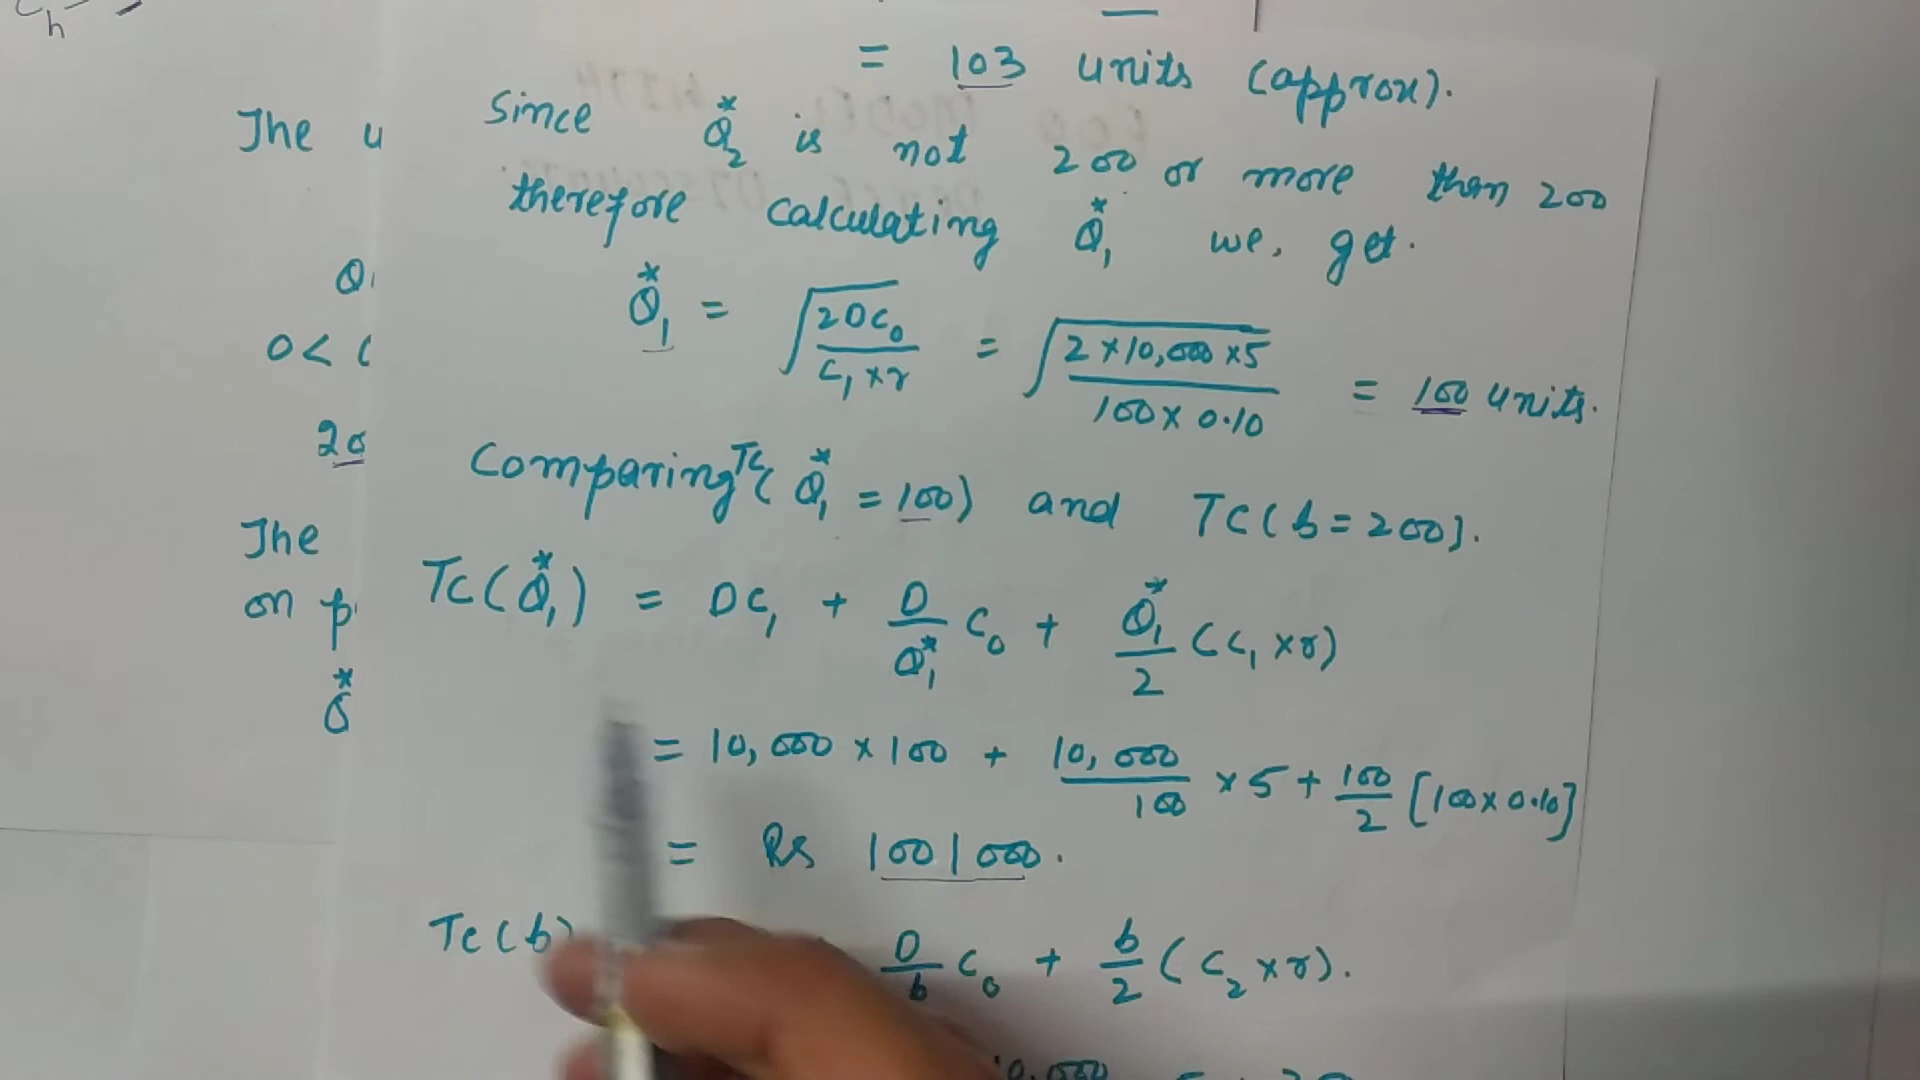 = 103 units (approx).
Since Q₂* is not 200 or more than 200
therefore calculating Q₁* we, get.
Q₁* = √(2DC₀ / C₁×r) = √(2×10,000×5 / 100×0.10) = 100 units.
Comparing TC(Q₁* = 100) and TC(b=200).
TC(Q₁*) = DC₁ + D/Q₁* C₀ + Q₁*/2 (C₁×r)
= 10,000 × 100 + 10,000/100 × 5 + 100/2 [100×0.10]
= Rs 1001000.
TC(b) D/b C₀ + b/2 (C₂×r).
h
The
Q
0<
The
on
Q*